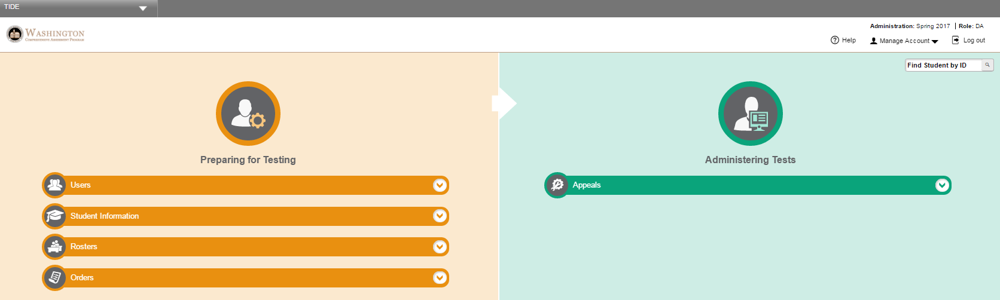 TIDE
WASHINGTON
COMPREHENSIVE ASSESSMENT PROGRAM
Administration: Spring 2017 | Role: DA
Help
Manage Account
Log out
Find Student by ID
Preparing for Testing
Users
Student Information
Rosters
Orders
Administering Tests
Appeals